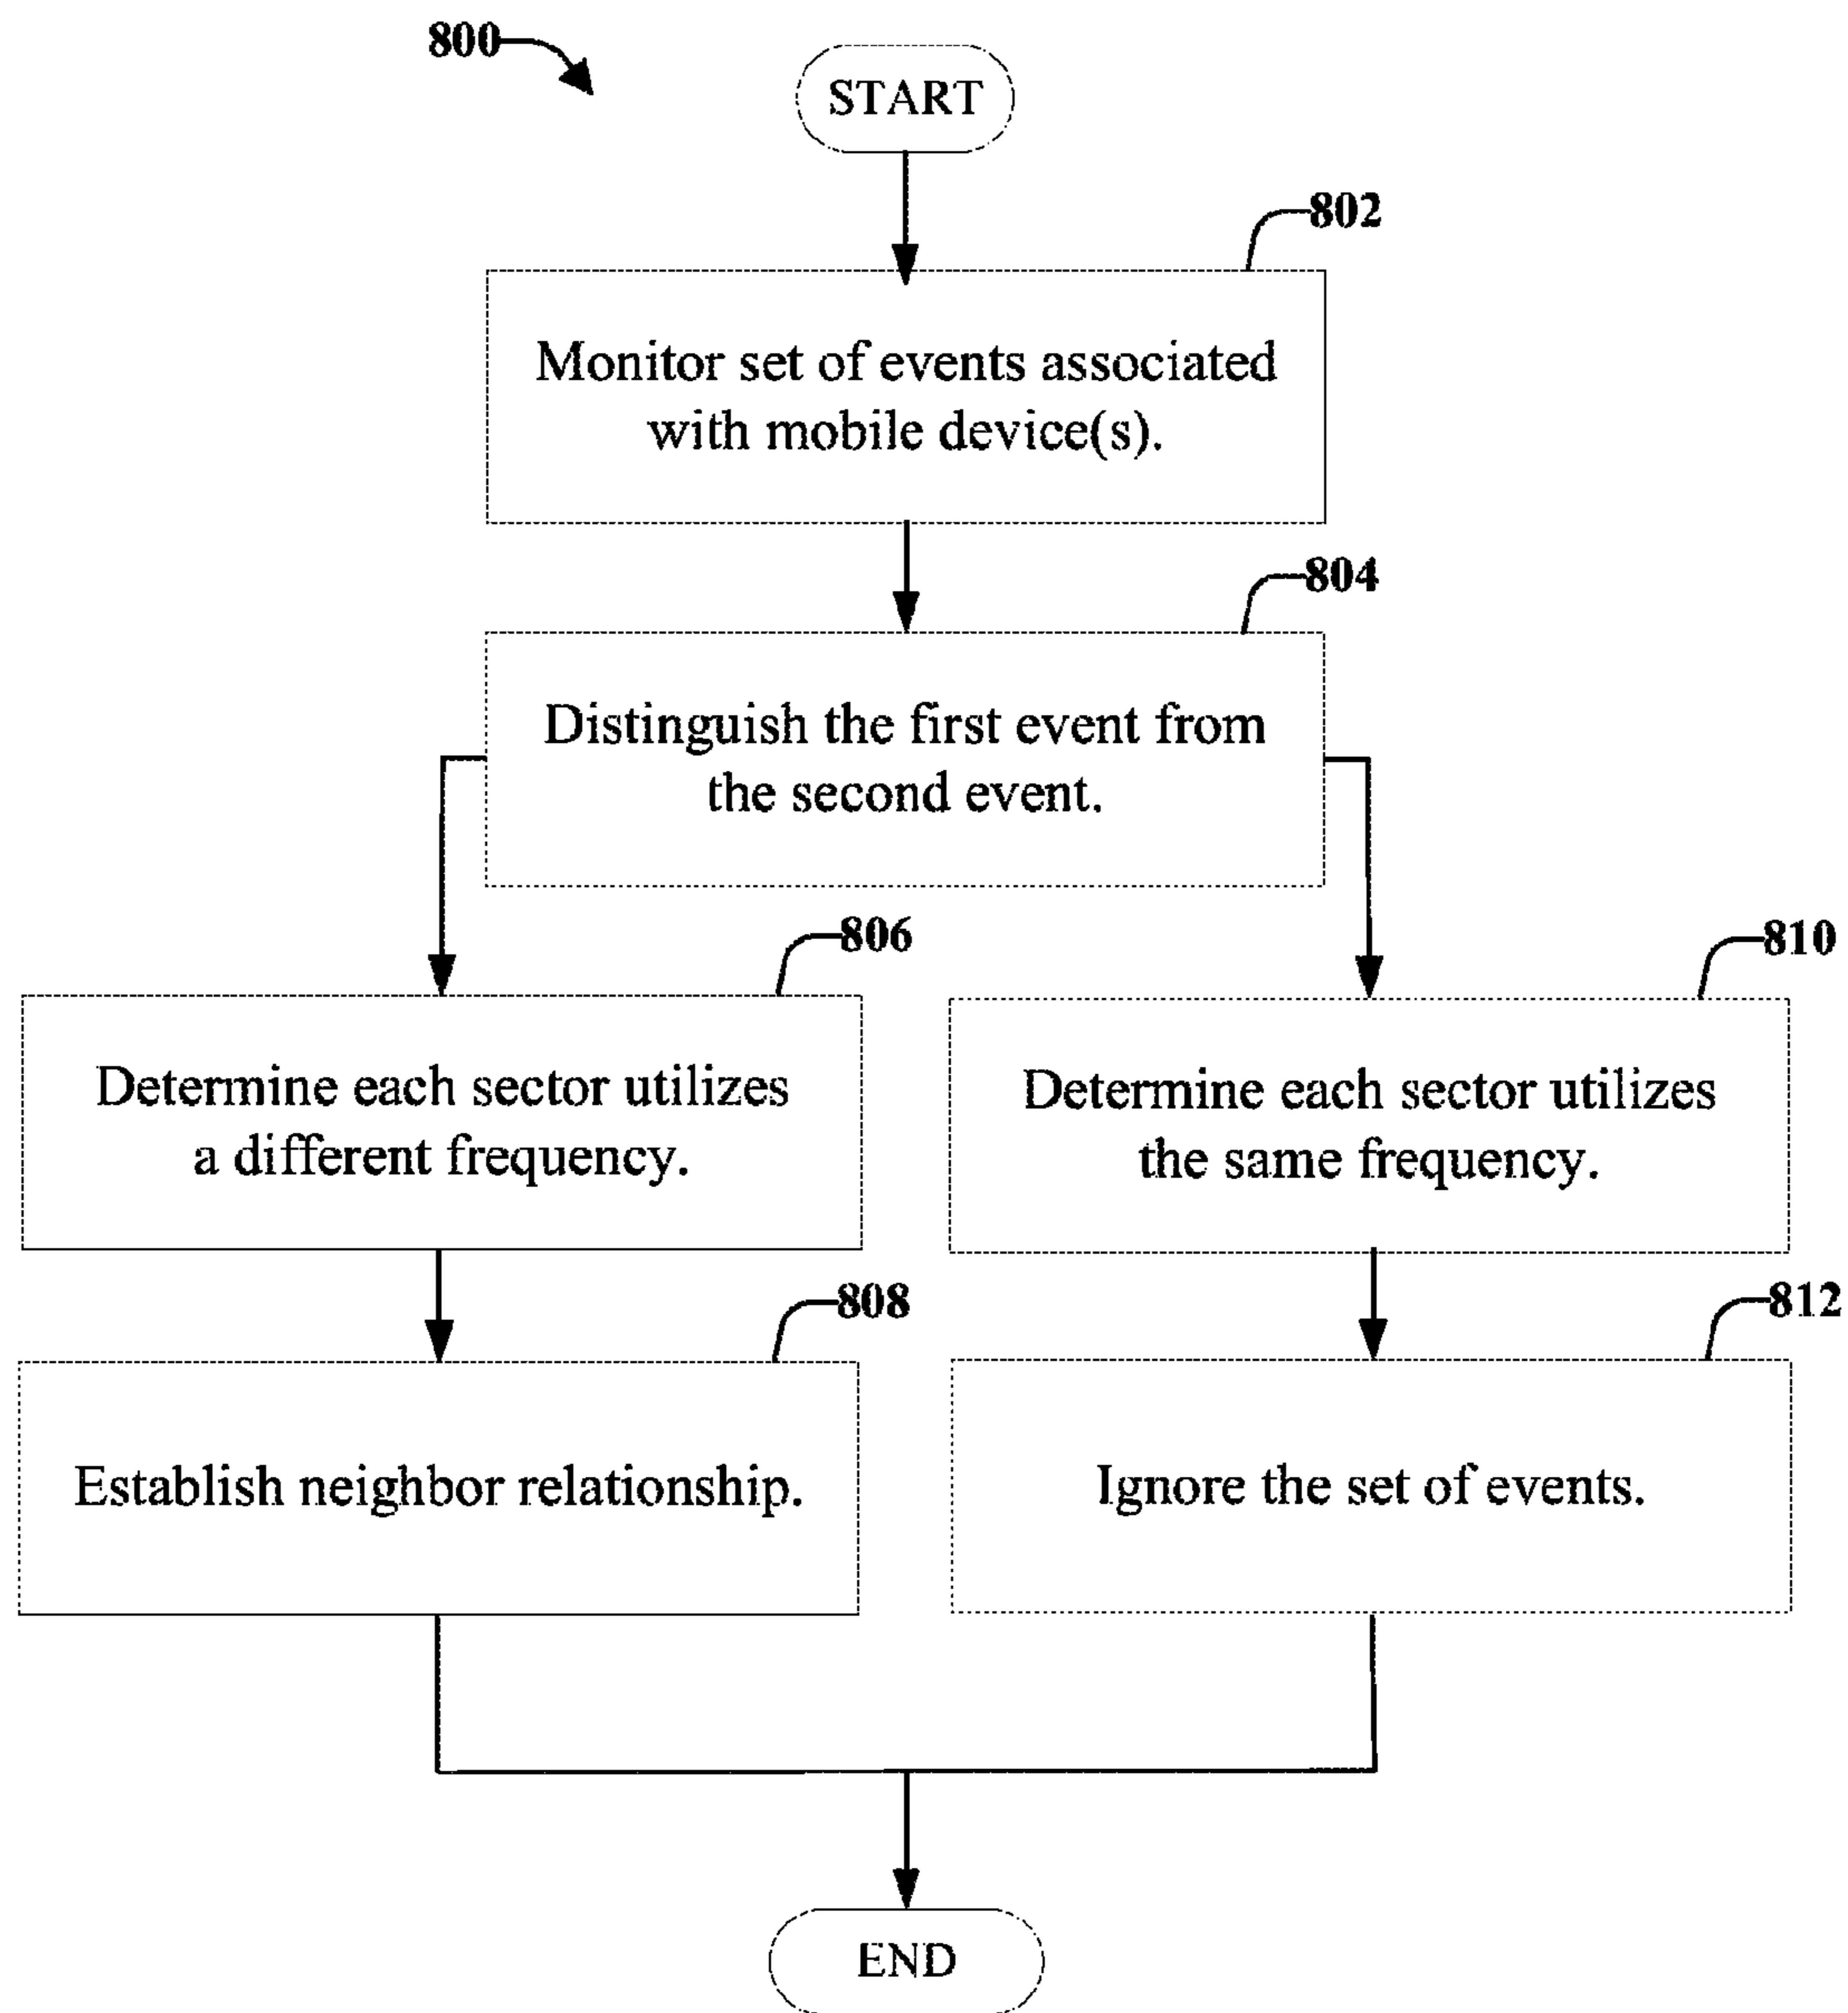 800
START
802
Monitor set of events associated
with mobile device(s).
804
Distinguish the first event from
the second event.
806
Determine each sector utilizes
a different frequency.
810
Determine each sector utilizes
the same frequency.
808
Establish neighbor relationship.
812
Ignore the set of events.
END